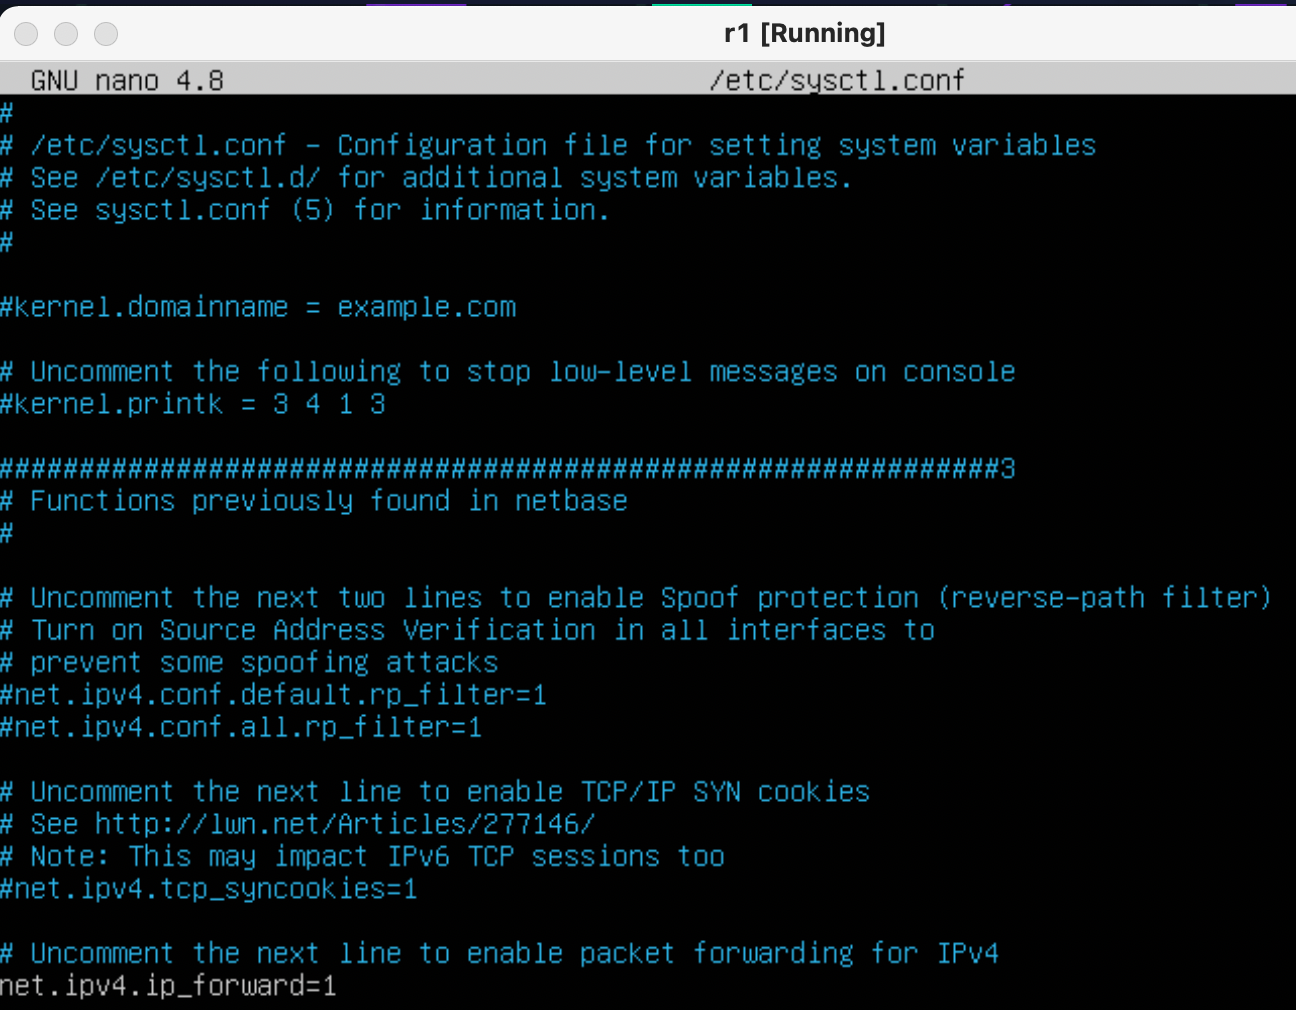 r1 [Running]
GNU nano 4.8 /etc/sysctl.conf
#
# /etc/sysctl.conf - Configuration file for setting system variables
# See /etc/sysctl.d/ for additional system variables.
# See sysctl.conf (5) for information.
#
#kernel.domainname = example.com
# Uncomment the following to stop low-level messages on console
#kernel.printk = 3 4 1 3
##############################################################3
# Functions previously found in netbase
#
# Uncomment the next two lines to enable Spoof protection (reverse-path filter)
# Turn on Source Address Verification in all interfaces to
# prevent some spoofing attacks
#net.ipv4.conf.default.rp_filter=1
#net.ipv4.conf.all.rp_filter=1
# Uncomment the next line to enable TCP/IP SYN cookies
# See http://lwn.net/Articles/277146/
# Note: This may impact IPv6 TCP sessions too
#net.ipv4.tcp_syncookies=1
# Uncomment the next line to enable packet forwarding for IPv4
net.ipv4.ip_forward=1